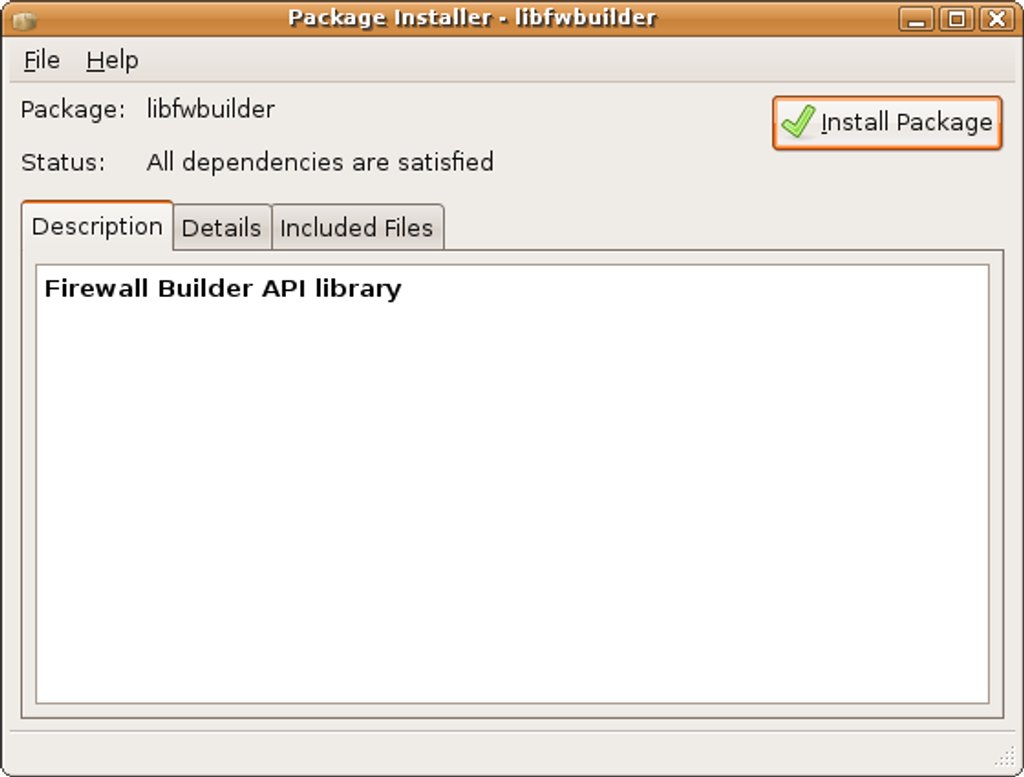 Package Installer - libfwbuilder
File Help
Package: libfwbuilder
Install Package
Status: All dependencies are satisfied
Description Details Included Files
Firewall Builder API library